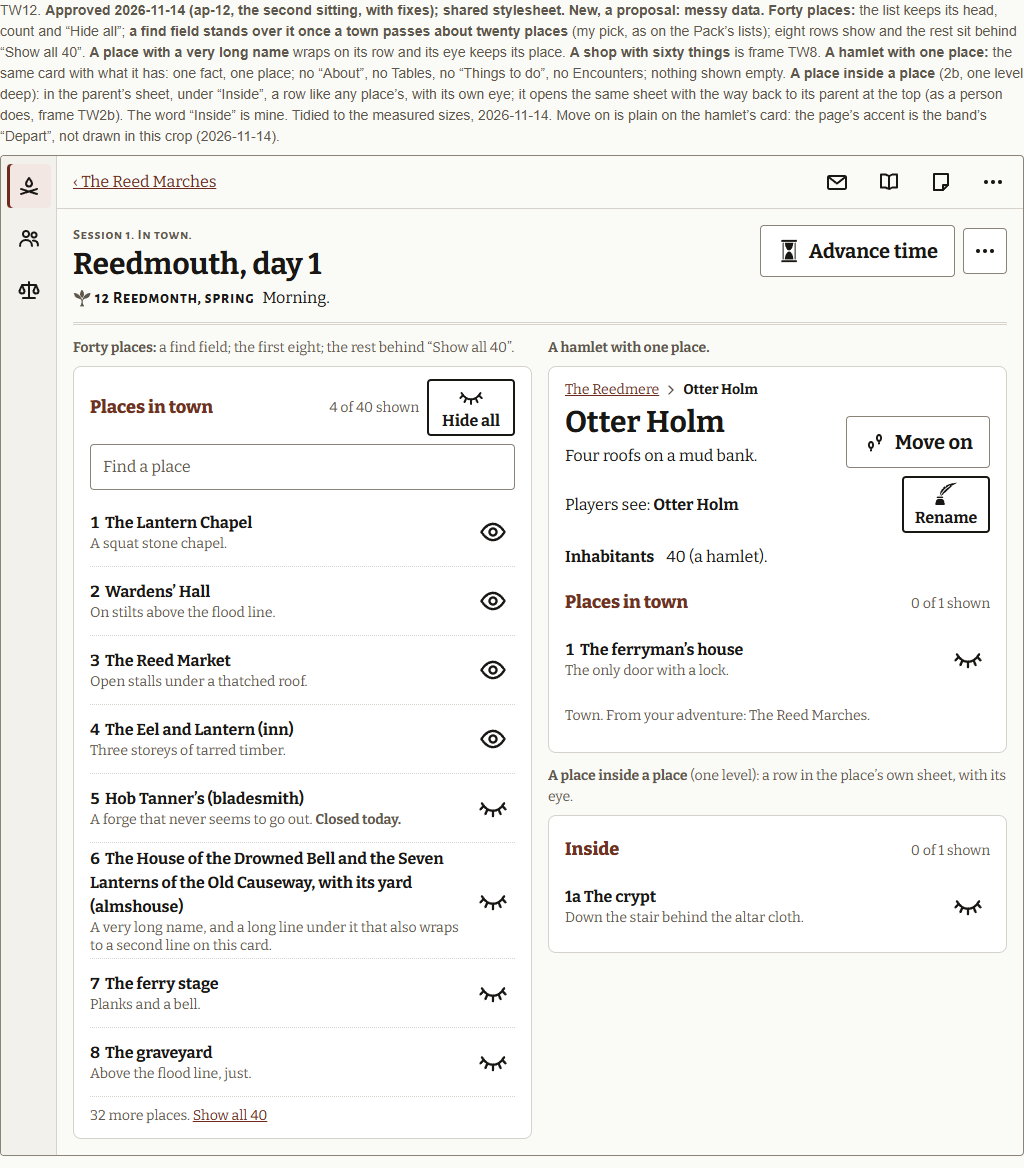 TW12. Approved 2026-11-14 (ap-12, the second sitting, with fixes); shared stylesheet. New, a proposal: messy data. Forty places: the list keeps its head,
count and “Hide all”; a find field stands over it once a town passes about twenty places (my pick, as on the Pack’s lists); eight rows show and the rest sit behind
“Show all 40”. A place with a very long name wraps on its row and its eye keeps its place. A shop with sixty things is frame TW8. A hamlet with one place: the
same card with what it has: one fact, one place; no “About”, no Tables, no “Things to do”, no Encounters; nothing shown empty. A place inside a place (2b, one level
deep): in the parent’s sheet, under “Inside”, a row like any place’s, with its own eye; it opens the same sheet with the way back to its parent at the top (as a person
does, frame TW2b). The word “Inside” is mine. Tidied to the measured sizes, 2026-11-14. Move on is plain on the hamlet’s card: the page’s accent is the band’s
“Depart”, not drawn in this crop (2026-11-14).
‹ The Reed Marches
Session 1. In town.
Reedmouth, day 1
12 Reedmonth, spring Morning.
Advance time
Forty places: a find field; the first eight; the rest behind “Show all 40”.
Places in town
4 of 40 shown
Hide all
Find a place
1 The Lantern Chapel
A squat stone chapel.
2 Wardens’ Hall
On stilts above the flood line.
3 The Reed Market
Open stalls under a thatched roof.
4 The Eel and Lantern (inn)
Three storeys of tarred timber.
5 Hob Tanner’s (bladesmith)
A forge that never seems to go out. Closed today.
6 The House of the Drowned Bell and the Seven
Lanterns of the Old Causeway, with its yard
(almshouse)
A very long name, and a long line under it that also wraps
to a second line on this card.
7 The ferry stage
Planks and a bell.
8 The graveyard
Above the flood line, just.
32 more places. Show all 40
A hamlet with one place.
The Reedmere > Otter Holm
Otter Holm
Four roofs on a mud bank.
Move on
Players see: Otter Holm
Rename
Inhabitants 40 (a hamlet).
Places in town
0 of 1 shown
1 The ferryman’s house
The only door with a lock.
Town. From your adventure: The Reed Marches.
A place inside a place (one level): a row in the place’s own sheet, with its
eye.
Inside
0 of 1 shown
1a The crypt
Down the stair behind the altar cloth.